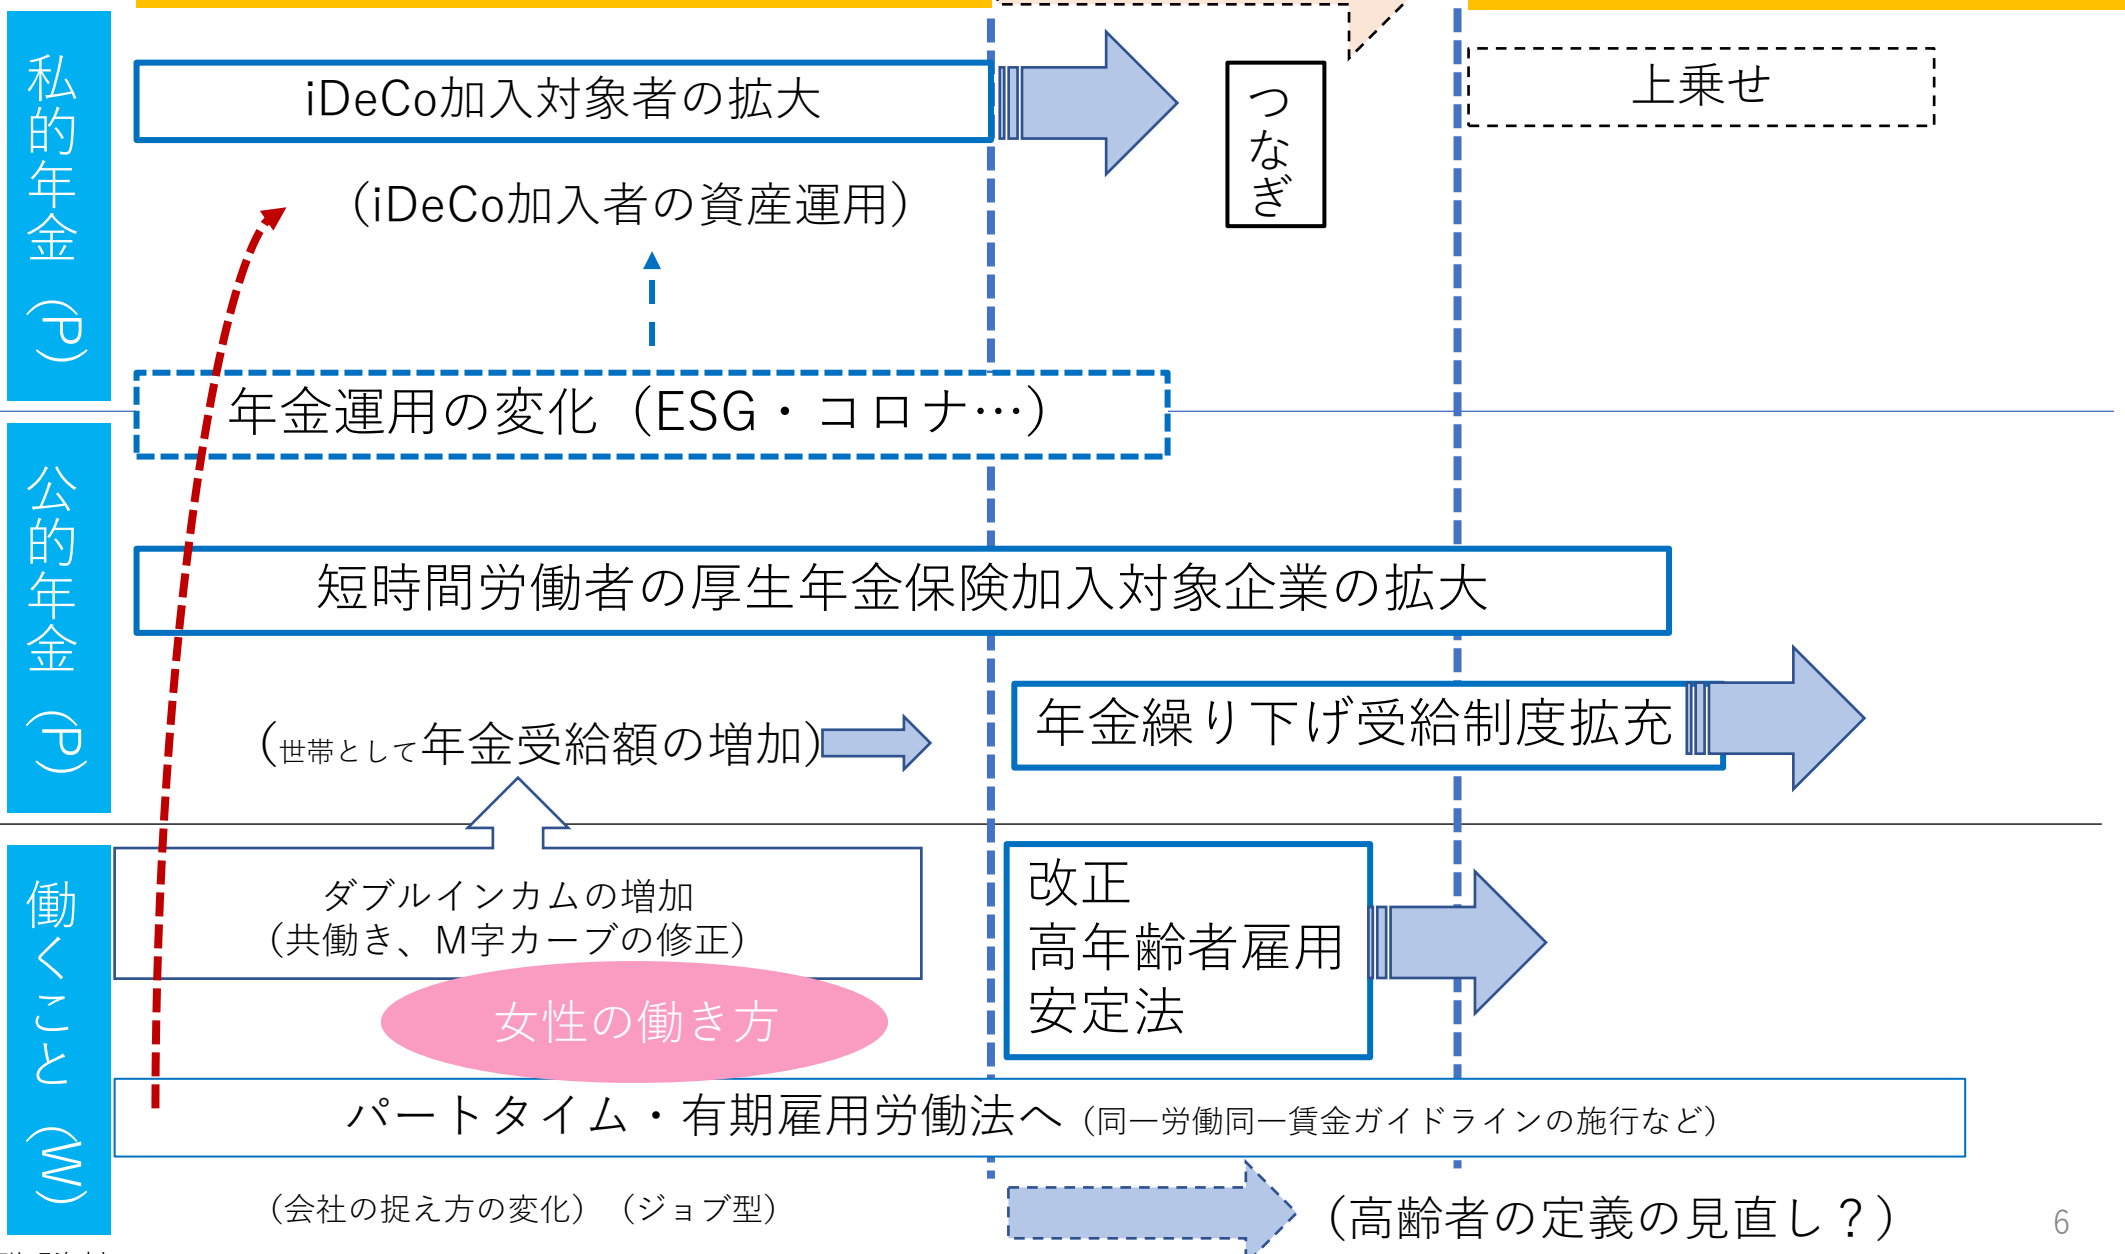 私的年金（P）
iDeCo加入対象者の拡大
つなぎ
上乗せ
（iDeCo加入者の資産運用）
年金運用の変化（ESG・コロナ…）
公的年金（P）
短時間労働者の厚生年金保険加入対象企業の拡大
（世帯として年金受給額の増加）
年金繰り下げ受給制度拡充
働くこと（W）
ダブルインカムの増加
（共働き、M字カーブの修正）
女性の働き方
改正
高年齢者雇用
安定法
パートタイム・有期雇用労働法へ（同一労働同一賃金ガイドラインの施行など）
（会社の捉え方の変化）（ジョブ型）
（高齢者の定義の見直し？）
6